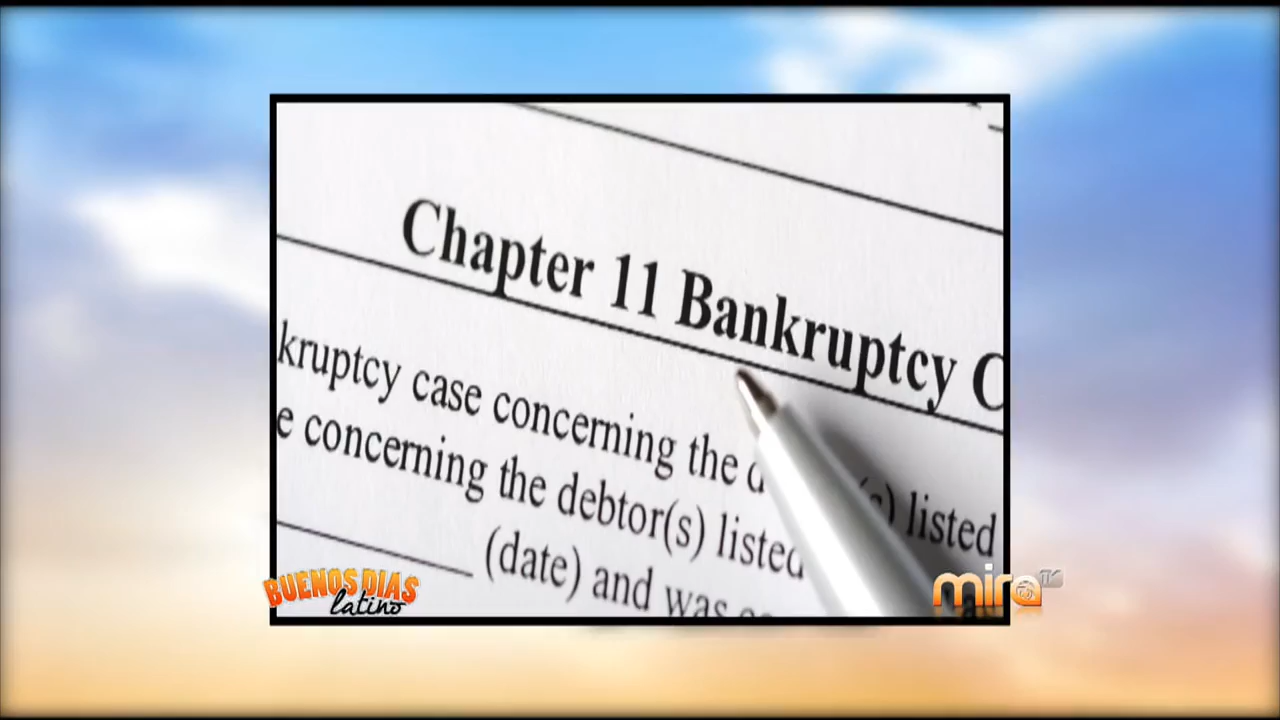 Chapter 11 Bankruptcy C
kruptcy case concerning the d (s) listed
e concerning the debtor(s) listed
(date) and was
BUENOS DIAS
latino
mira TV